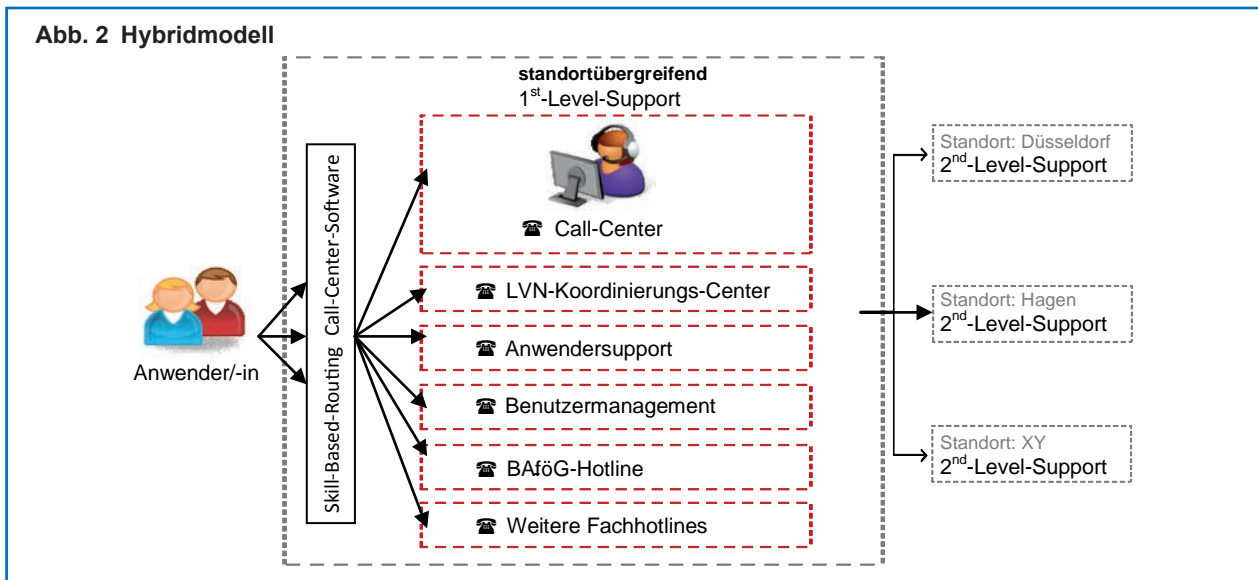 Abb. 2 Hybridmodell
standortübergreifend
1st-Level-Support
Anwender/-in
Skill-Based-Routing Call-Center-Software
☎ Call-Center
☎ LVN-Koordinierungs-Center
☎ Anwendersupport
☎ Benutzermanagement
☎ BAföG-Hotline
☎ Weitere Fachhotlines
Standort: Düsseldorf
2nd-Level-Support
Standort: Hagen
2nd-Level-Support
Standort: XY
2nd-Level-Support